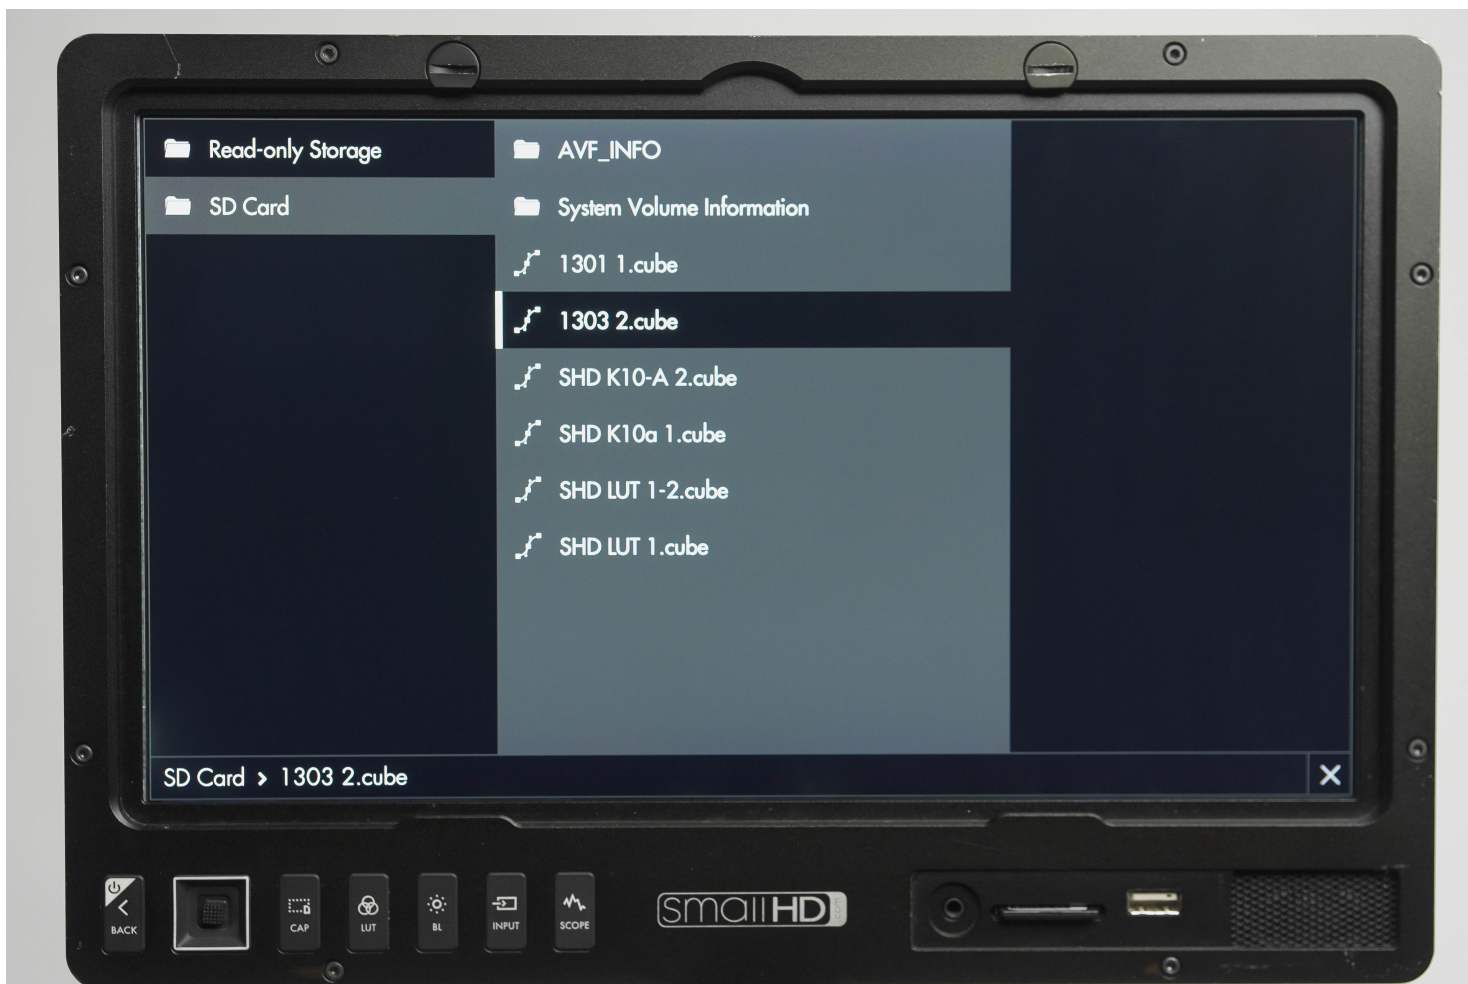 Read-only Storage
SD Card
AVF_INFO
System Volume Information
1301 1.cube
1303 2.cube
SHD K10-A 2.cube
SHD K10a 1.cube
SHD LUT 1-2.cube
SHD LUT 1.cube
SD Card > 1303 2.cube
BACK
CAP
LUT
BL
INPUT
SCOPE
smallHD.com